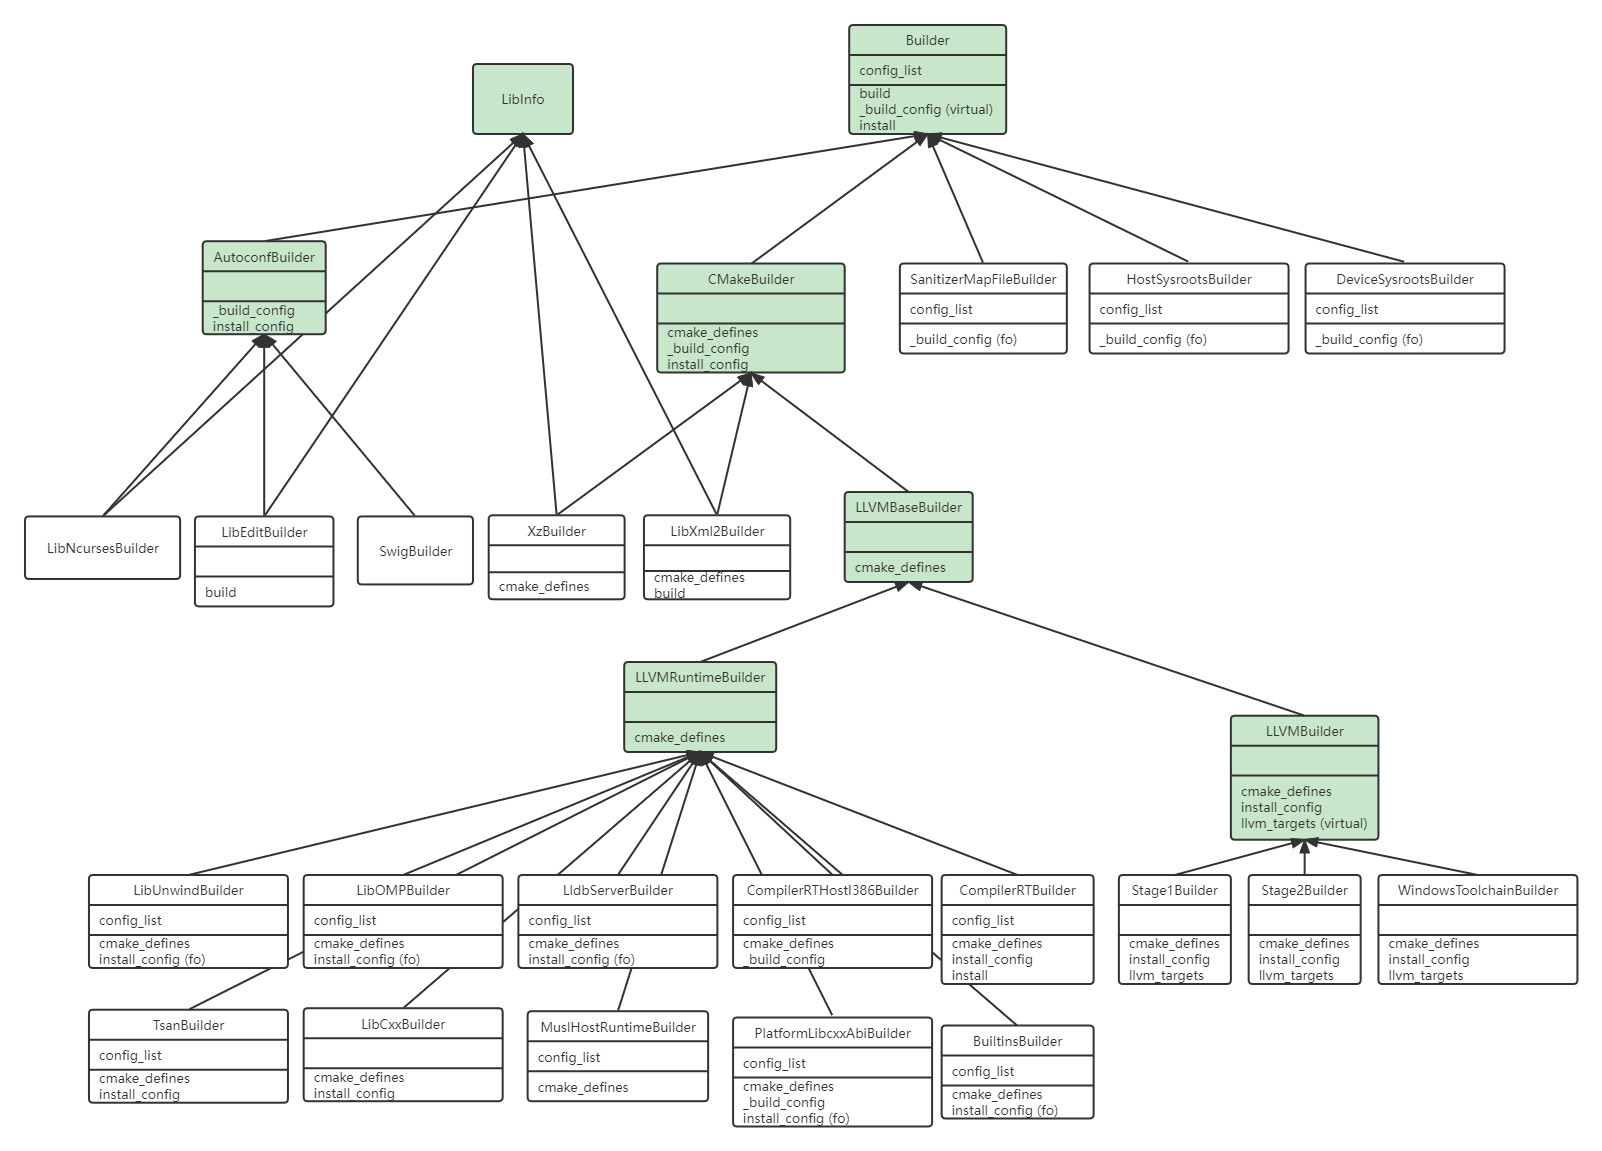 Builder
config_list
build
_build_config (virtual)
install
LibInfo
AutoconfBuilder
_build_config
install_config
CMakeBuilder
cmake_defines
_build_config
install_config
SanitizerMapFileBuilder
config_list
_build_config (fo)
HostSysrootsBuilder
config_list
_build_config (fo)
DeviceSysrootsBuilder
config_list
_build_config (fo)
LibNcursesBuilder
LibEditBuilder
build
SwigBuilder
XzBuilder
cmake_defines
LibXml2Builder
cmake_defines
build
LLVMBaseBuilder
cmake_defines
LLVMRuntimeBuilder
cmake_defines
LLVMBuilder
cmake_defines
install_config
llvm_targets (virtual)
LibUnwindBuilder
config_list
cmake_defines
install_config (fo)
LibOMPBuilder
config_list
cmake_defines
install_config (fo)
LldbServerBuilder
config_list
cmake_defines
install_config (fo)
CompilerRTHostI386Builder
config_list
cmake_defines
_build_config
CompilerRTBuilder
config_list
cmake_defines
install_config
install
Stage1Builder
cmake_defines
install_config
llvm_targets
Stage2Builder
cmake_defines
install_config
llvm_targets
WindowsToolchainBuilder
cmake_defines
install_config
llvm_targets
TsanBuilder
config_list
cmake_defines
install_config
LibCxxBuilder
cmake_defines
install_config
MuslHostRuntimeBuilder
config_list
cmake_defines
PlatformLibcxxAbiBuilder
config_list
cmake_defines
_build_config
install_config (fo)
BuiltinsBuilder
config_list
cmake_defines
install_config (fo)